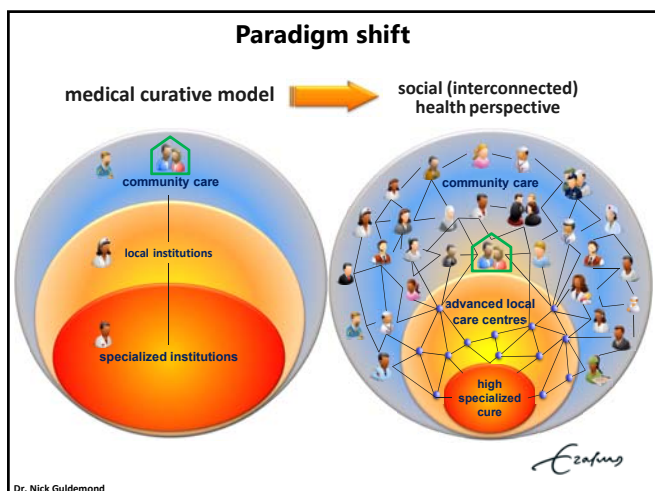 Paradigm shift
medical curative model
social (interconnected)
health perspective
community care
local institutions
specialized institutions
community care
advanced local
care centres
high
specialized
cure
Erasmus
Dr. Nick Guldemond